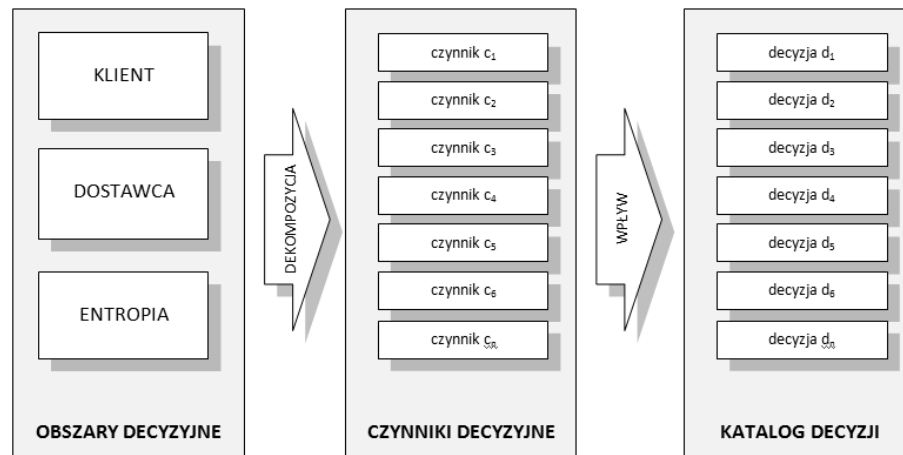 KLIENT
DOSTAWCA
ENTROPIA
OBSZARY DECYZYJNE
DEKOMPOZYCJA
czynnik c₁
czynnik c₂
czynnik c₃
czynnik c₄
czynnik c₅
czynnik c₆
czynnik cₙ
CZYNNIKI DECYZYJNE
WPŁYW
decyzja d₁
decyzja d₂
decyzja d₃
decyzja d₄
decyzja d₅
decyzja d₆
decyzja dₙ
KATALOG DECYZJI